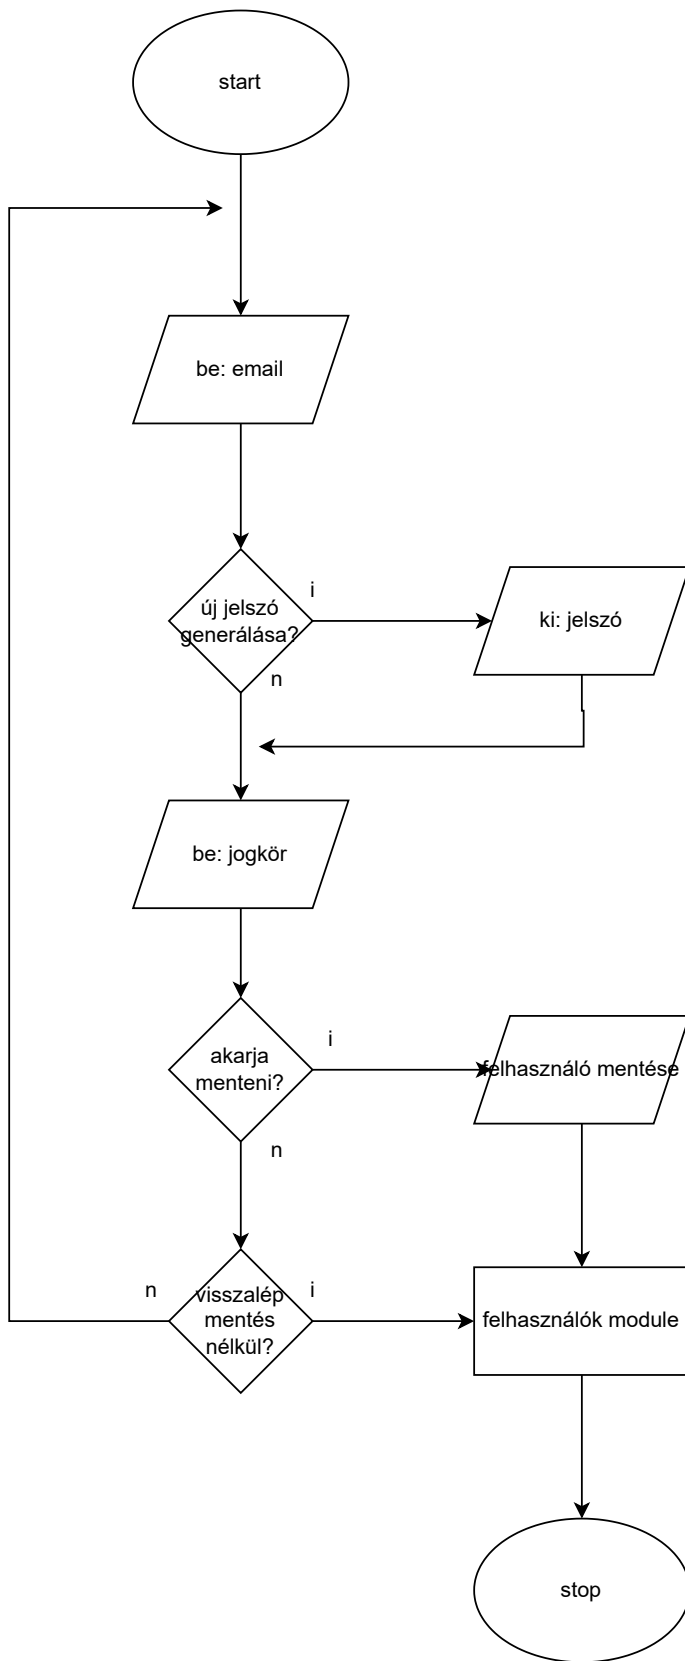 start
be: email
új jelszó
generálása?
i
ki: jelszó
n
be: jogkör
akarja
menteni?
i
felhasználó mentése
n
n
visszalép
mentés
nélkül?
i
felhasználók module
stop